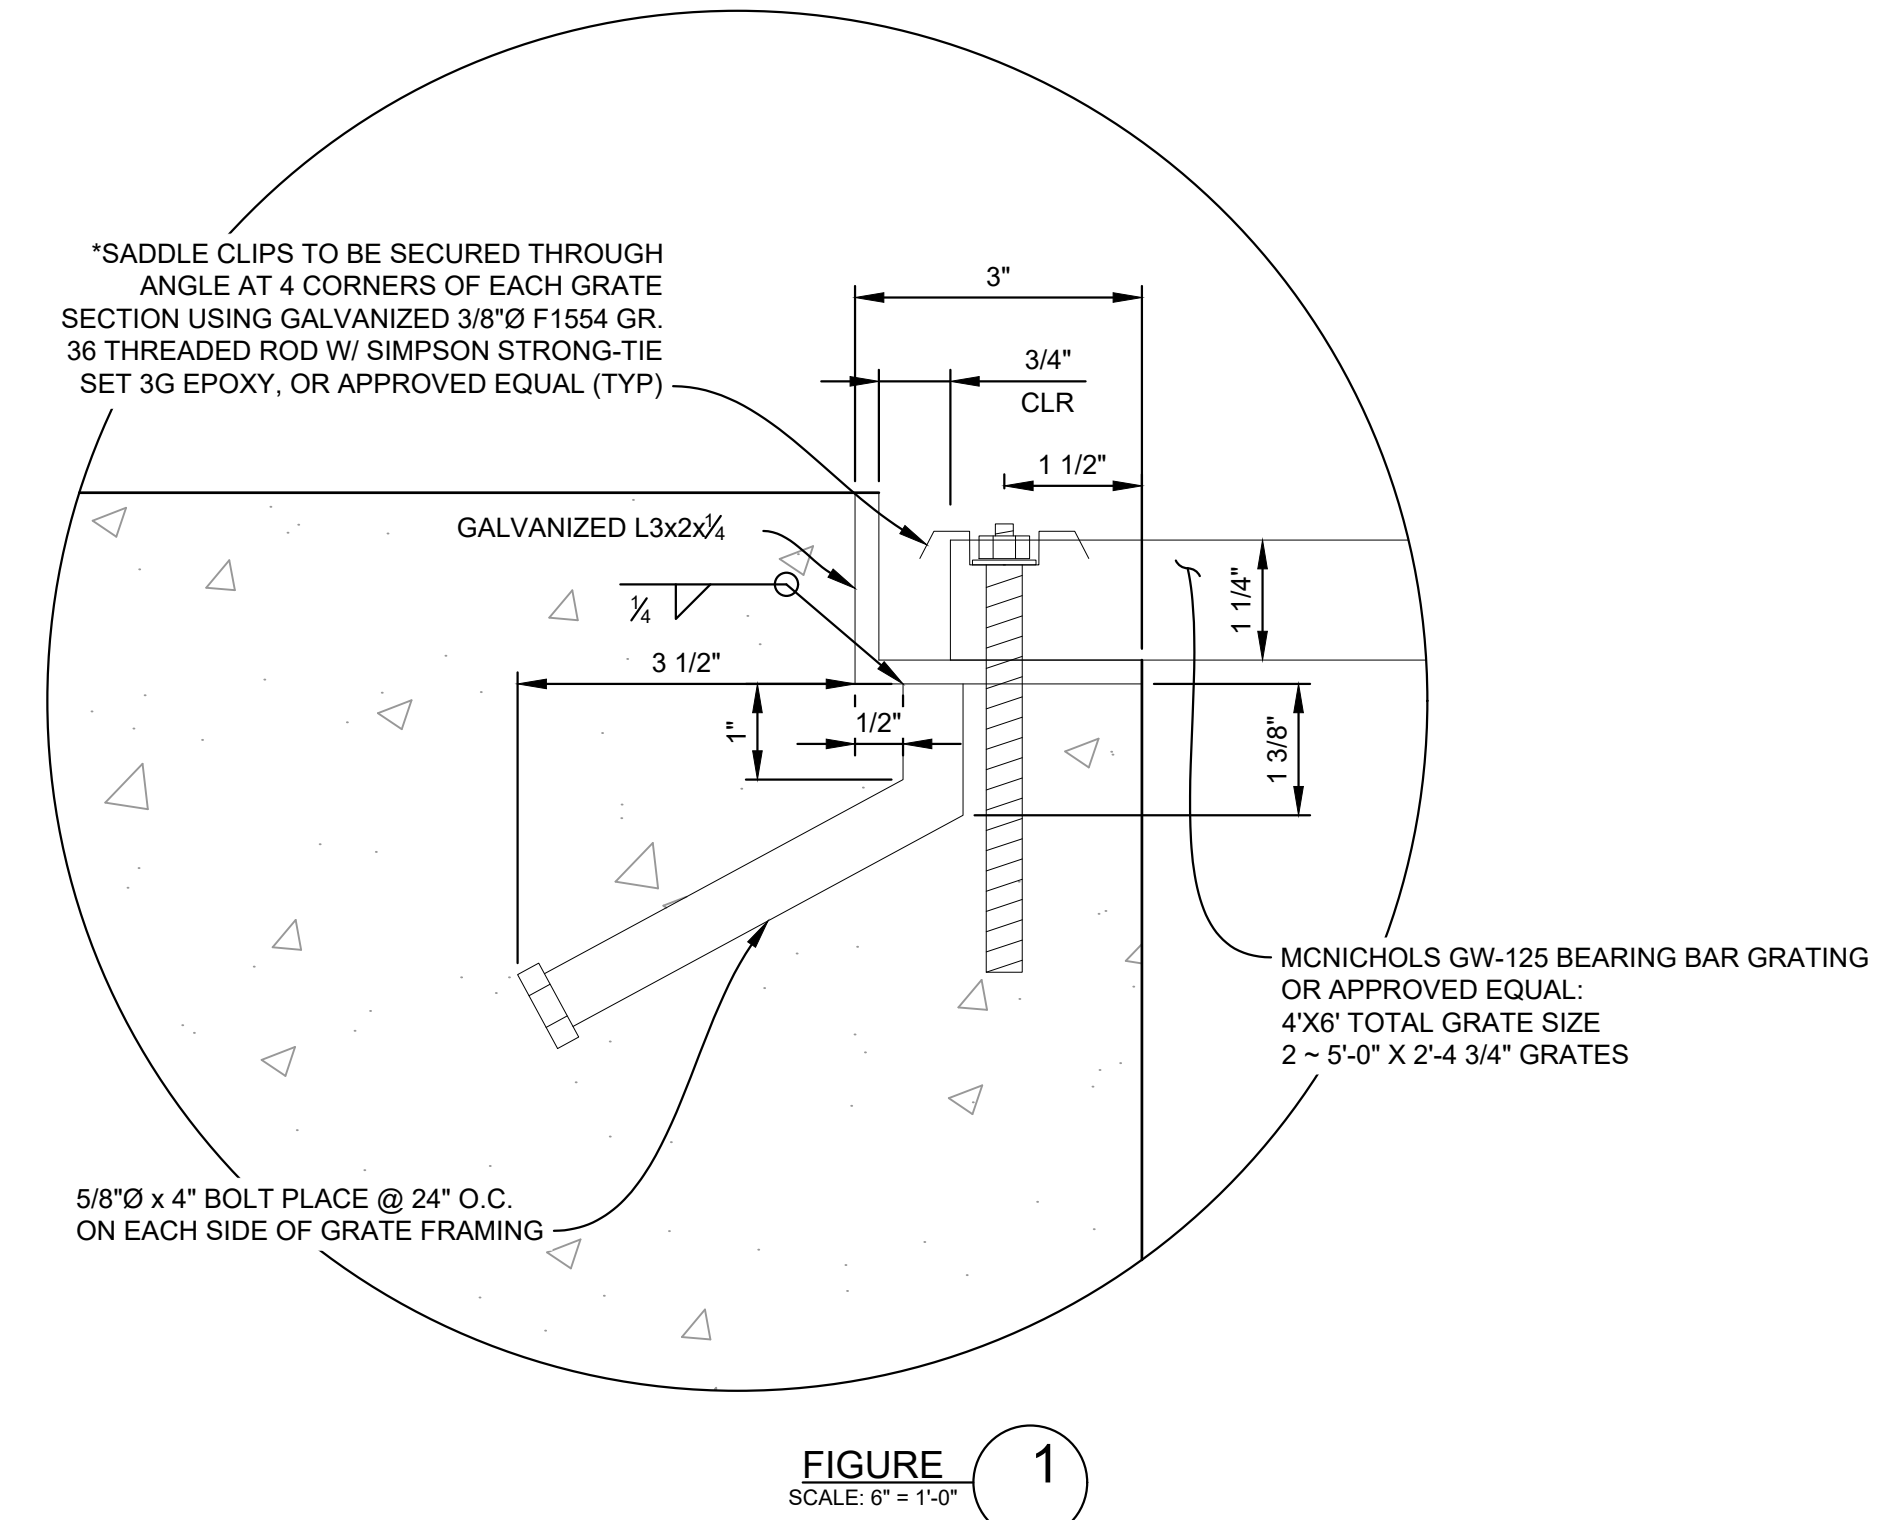 *SADDLE CLIPS TO BE SECURED THROUGH
ANGLE AT 4 CORNERS OF EACH GRATE
SECTION USING GALVANIZED 3/8"Ø F1554 GR.
36 THREADED ROD W/ SIMPSON STRONG-TIE
SET 3G EPOXY, OR APPROVED EQUAL (TYP)
3"
3/4"
CLR
1 1/2"
GALVANIZED L3x2x1/4
1/4
1 1/4"
3 1/2"
1"
1/2"
1 3/8"
MCNICHOLS GW-125 BEARING BAR GRATING
OR APPROVED EQUAL:
4'X6' TOTAL GRATE SIZE
2 ~ 5'-0" X 2'-4 3/4" GRATES
5/8"Ø x 4" BOLT PLACE @ 24" O.C.
ON EACH SIDE OF GRATE FRAMING
FIGURE
1
SCALE: 6" = 1'-0"